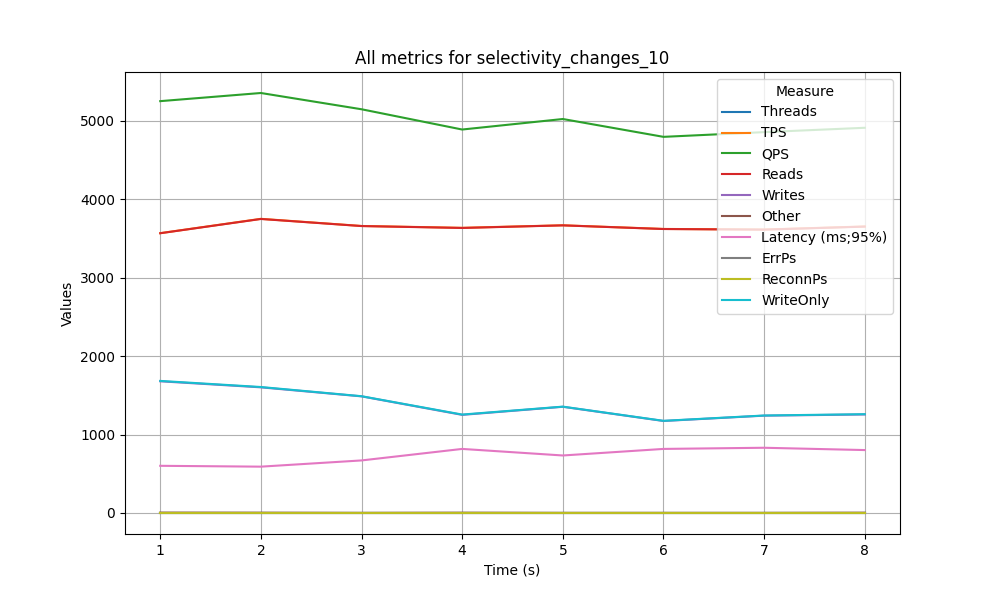 All metrics for selectivity_changes_10
Measure
Threads
TPS
QPS
Reads
Writes
Other
Latency (ms;95%)
ErrPs
ReconnPs
WriteOnly
Values
5000
4000
3000
2000
1000
0
1 2 3 4 5 6 7 8
Time (s)